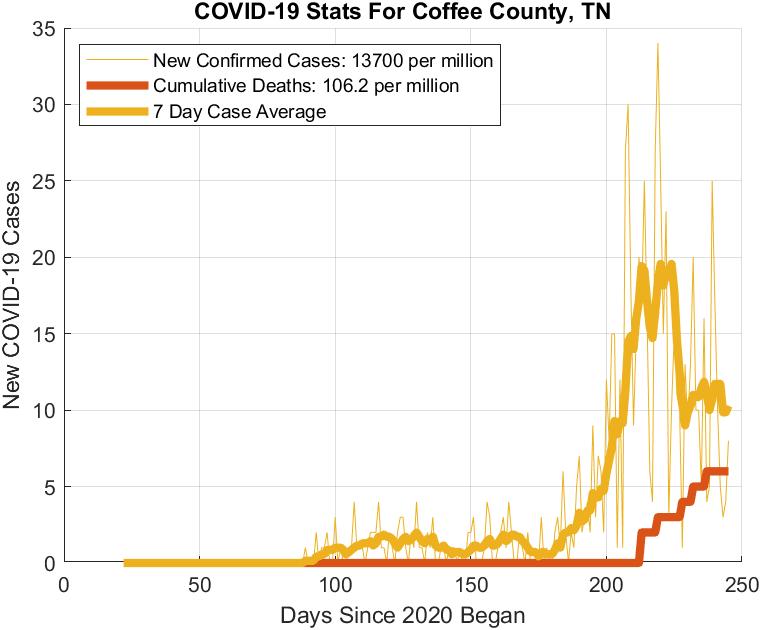 COVID-19 Stats For Coffee County, TN
New Confirmed Cases: 13700 per million
Cumulative Deaths: 106.2 per million
7 Day Case Average
New COVID-19 Cases
35
30
25
20
15
10
5
0
0 50 100 150 200 250
Days Since 2020 Began